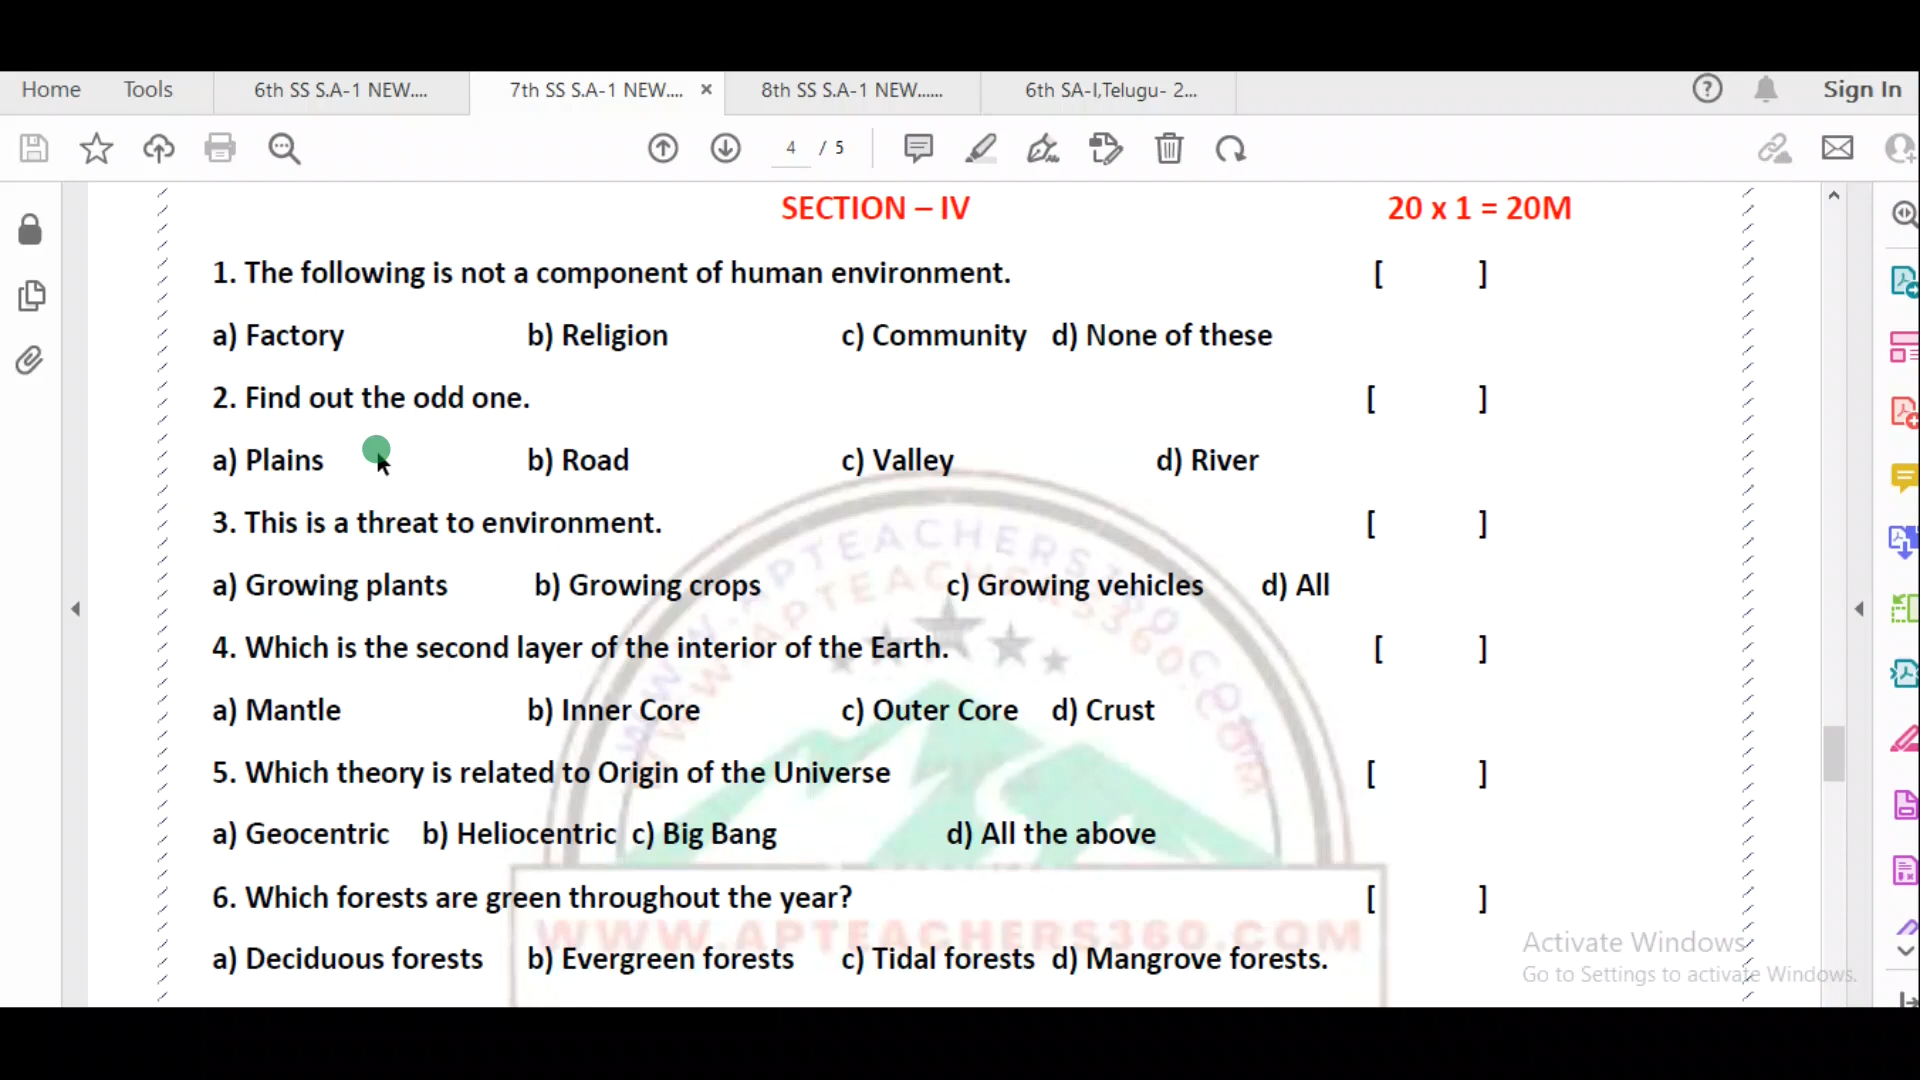 Home Tools 6th SS S.A-1 NEW.... 7th SS S.A-1 NEW.... × 8th SS S.A-1 NEW...... 6th SA-I,Telugu- 2... Sign In
4 / 5
SECTION – IV 20 x 1 = 20M
1. The following is not a component of human environment. [ ]
a) Factory b) Religion c) Community d) None of these
2. Find out the odd one. [ ]
a) Plains b) Road c) Valley d) River
3. This is a threat to environment. [ ]
a) Growing plants b) Growing crops c) Growing vehicles d) All
4. Which is the second layer of the interior of the Earth. [ ]
a) Mantle b) Inner Core c) Outer Core d) Crust
5. Which theory is related to Origin of the Universe [ ]
a) Geocentric b) Heliocentric c) Big Bang d) All the above
6. Which forests are green throughout the year? [ ]
WWW.APTEACHERS360.COM
a) Deciduous forests b) Evergreen forests c) Tidal forests d) Mangrove forests.
WWW.APTEACHERS360.COM
WWW.APTEACHERS360.COM
Activate Windows
Go to Settings to activate Windows.